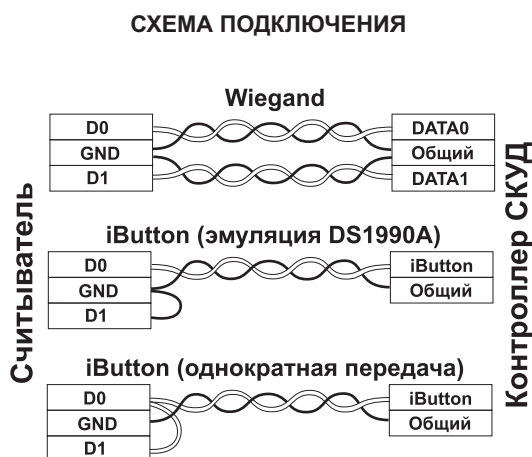 СХЕМА ПОДКЛЮЧЕНИЯ
Wiegand
D0 DATA0
GND Общий
D1 DATA1
iButton (эмуляция DS1990A)
D0 iButton
GND Общий
D1
iButton (однократная передача)
D0 iButton
GND Общий
D1
Считыватель
Контроллер СКУД